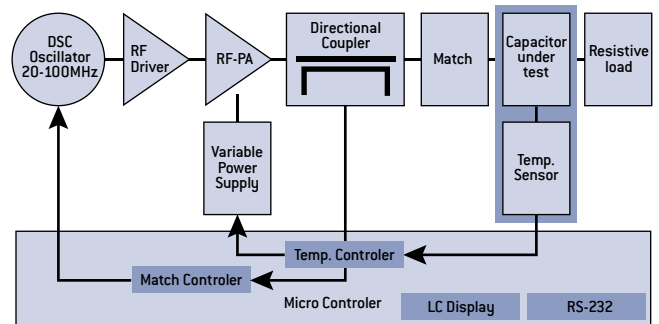 DSC
Oscillator
20-100MHz
RF
Driver
RF-PA
Directional
Coupler
Match
Capacitor
under
test
Resistive
load
Variable
Power
Supply
Temp.
Sensor
Temp. Controler
Match Controler
Micro Controler
LC Display
RS-232